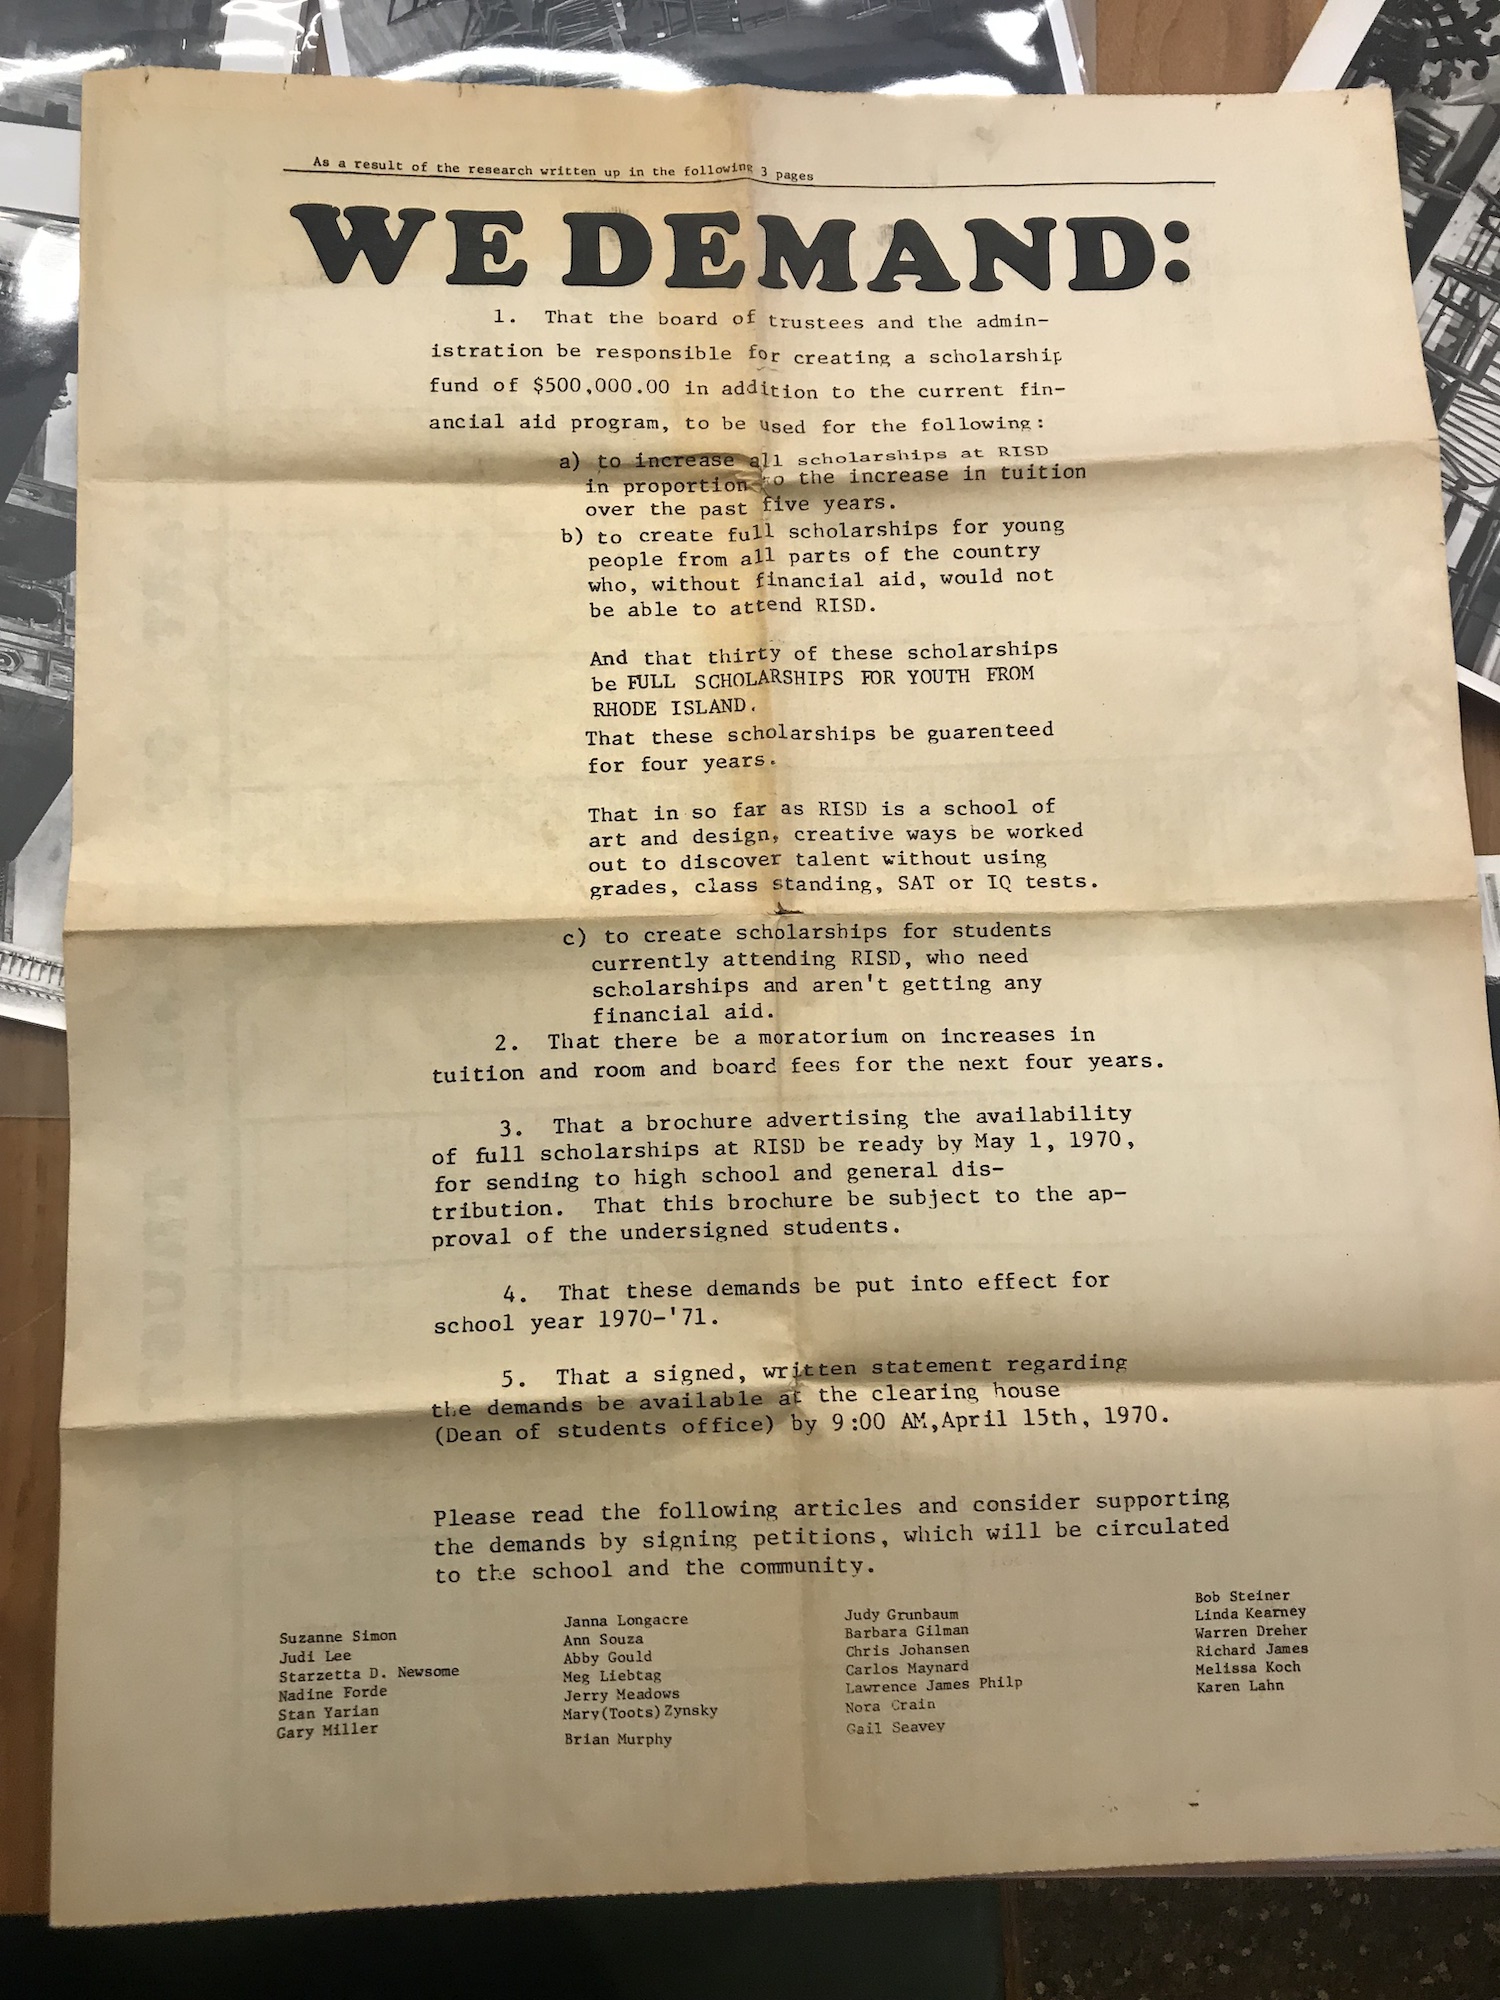 As a result of the research written up in the following 3 pages
WE DEMAND:
1. That the board of trustees and the admin-
istration be responsible for creating a scholarship
fund of $500,000.00 in addition to the current fin-
ancial aid program, to be used for the following:
a) to increase all scholarships at RISD
in proportion to the increase in tuition
over the past five years.
b) to create full scholarships for young
people from all parts of the country
who, without financial aid, would not
be able to attend RISD.
And that thirty of these scholarships
be FULL SCHOLARSHIPS FOR YOUTH FROM
RHODE ISLAND.
That these scholarships be guarenteed
for four years.
That in so far as RISD is a school of
art and design, creative ways be worked
out to discover talent without using
grades, class standing, SAT or IQ tests.
c) to create scholarships for students
currently attending RISD, who need
scholarships and aren't getting any
financial aid.
2. That there be a moratorium on increases in
tuition and room and board fees for the next four years.
3. That a brochure advertising the availability
of full scholarships at RISD be ready by May 1, 1970,
for sending to high school and general dis-
tribution. That this brochure be subject to the ap-
proval of the undersigned students.
4. That these demands be put into effect for
school year 1970-'71.
5. That a signed, written statement regarding
the demands be available at the clearing house
(Dean of students office) by 9:00 AM,April 15th, 1970.
Please read the following articles and consider supporting
the demands by signing petitions, which will be circulated
to the school and the community.
Suzanne Simon
Judi Lee
Starzetta D. Newsome
Nadine Forde
Stan Yarian
Gary Miller
Janna Longacre
Ann Souza
Abby Gould
Meg Liebtag
Jerry Meadows
Mary(Toots)Zynsky
Brian Murphy
Judy Grunbaum
Barbara Gilman
Chris Johansen
Carlos Maynard
Lawrence James Philp
Nora Crain
Gail Seavey
Bob Steiner
Linda Kearney
Warren Dreher
Richard James
Melissa Koch
Karen Lahn